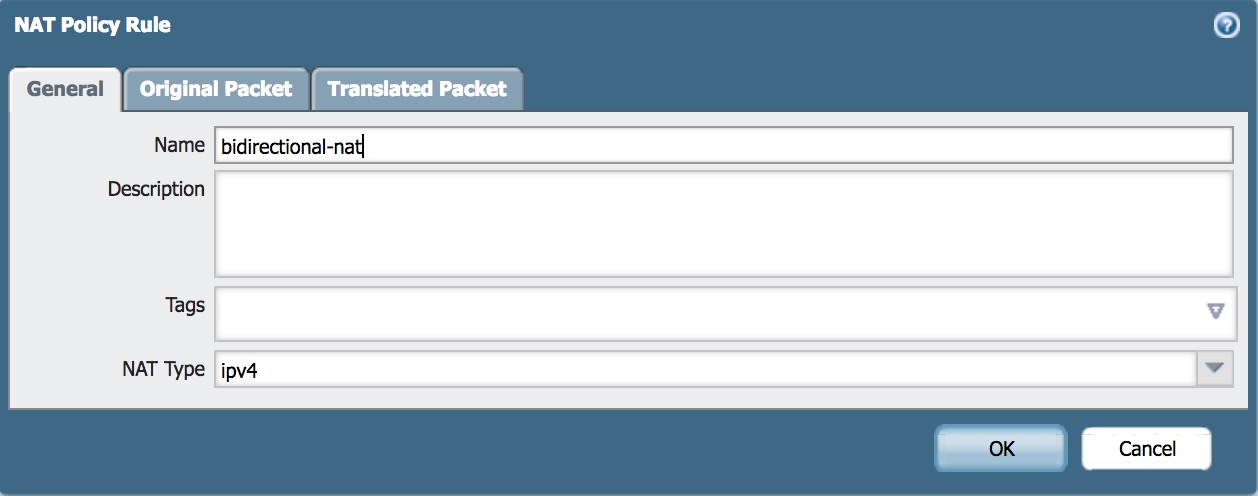 NAT Policy Rule
General Original Packet Translated Packet
Name bidirectional-nat
Description
Tags
NAT Type ipv4
OK Cancel